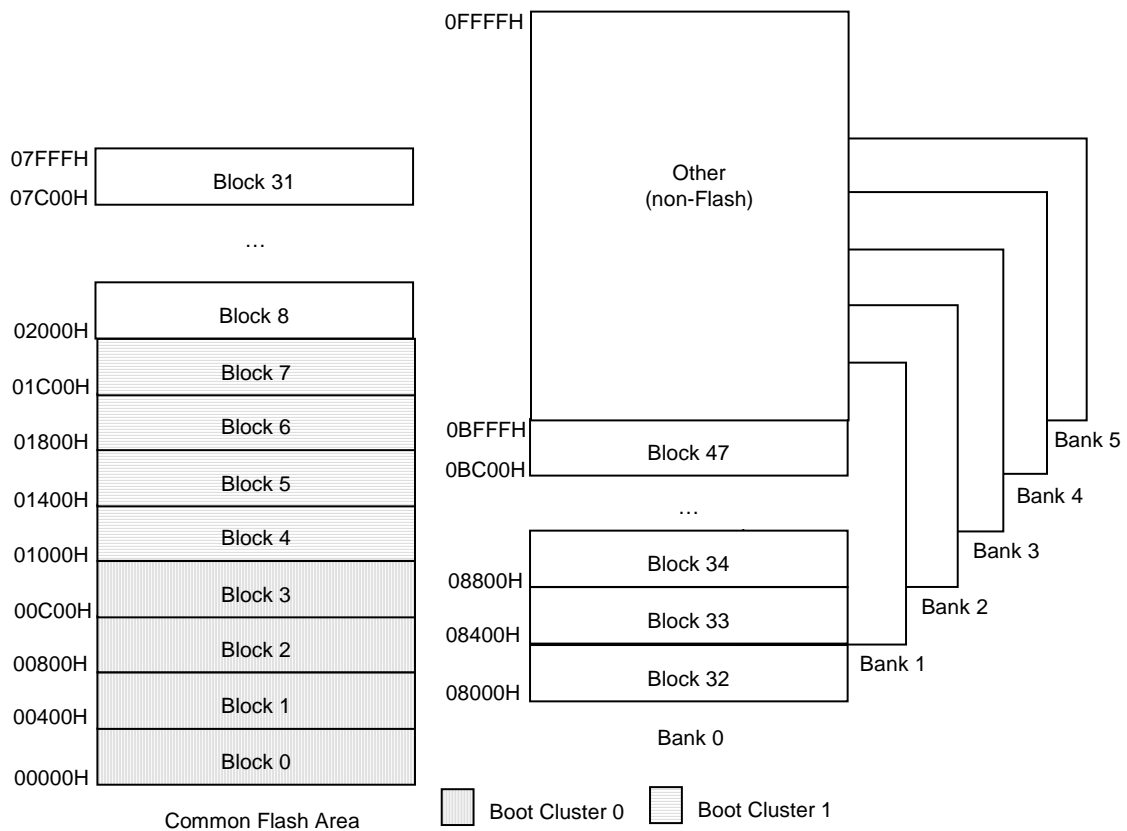 0FFFFH
Other
(non-Flash)
07FFFH
Block 31
07C00H
…
Block 8
02000H
Block 7
01C00H
Block 6
01800H
Block 5
01400H
Block 4
01000H
Block 3
00C00H
Block 2
00800H
Block 1
00400H
Block 0
00000H
Common Flash Area
0BFFFH
Block 47
0BC00H
…
Block 34
08800H
Block 33
08400H
Block 32
08000H
Bank 0
Bank 1
Bank 2
Bank 3
Bank 4
Bank 5
Boot Cluster 0
Boot Cluster 1